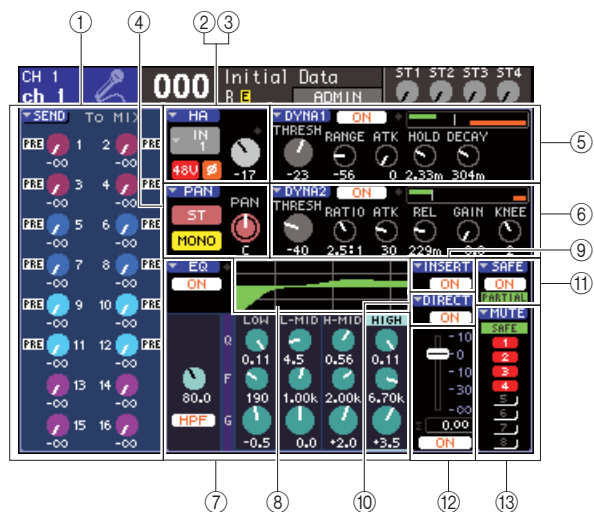 ① ④ ② ③
CH 1
ch 1
000
Initial Data
R E ADMIN
ST1 ST2 ST3 ST4
SEND TO MIX
PRE 1 2 PRE
-∞ -∞
PRE 3 4 PRE
-∞ -∞
PRE 5 6 PRE
-∞ -∞
PRE 7 8 PRE
-∞ -∞
PRE 9 10 PRE
-∞ -∞
PRE 11 12 PRE
-∞ -∞
13 14
-∞ -∞
15 16
-∞ -∞
HA
IN
1
48V Ø
-17
PAN
ST
MONO
PAN
C
DYNA1 ON
THRESH RANGE ATK HOLD DECAY
-23 -56 0 2.33m 304m
⑤
DYNA2 ON
THRESH RATIO ATK REL GAIN KNEE
-40 2.5:1 30 229m 0.0 2
⑥
⑨
⑪
EQ
ON
LOW L-MID H-MID HIGH
Q
0.11 4.5 0.56 0.11
F
80.0 190 1.00k 2.00k 6.70k
HPF
G
-0.5 0.0 +2.0 +3.5
INSERT
ON
DIRECT
ON
10
0
-10
-30
-∞
Σ 0.00
ON
SAFE
ON
PARTIAL
MUTE
SAFE
1
2
3
4
5
6
7
8
⑦ ⑧ ⑩ ⑫ ⑬